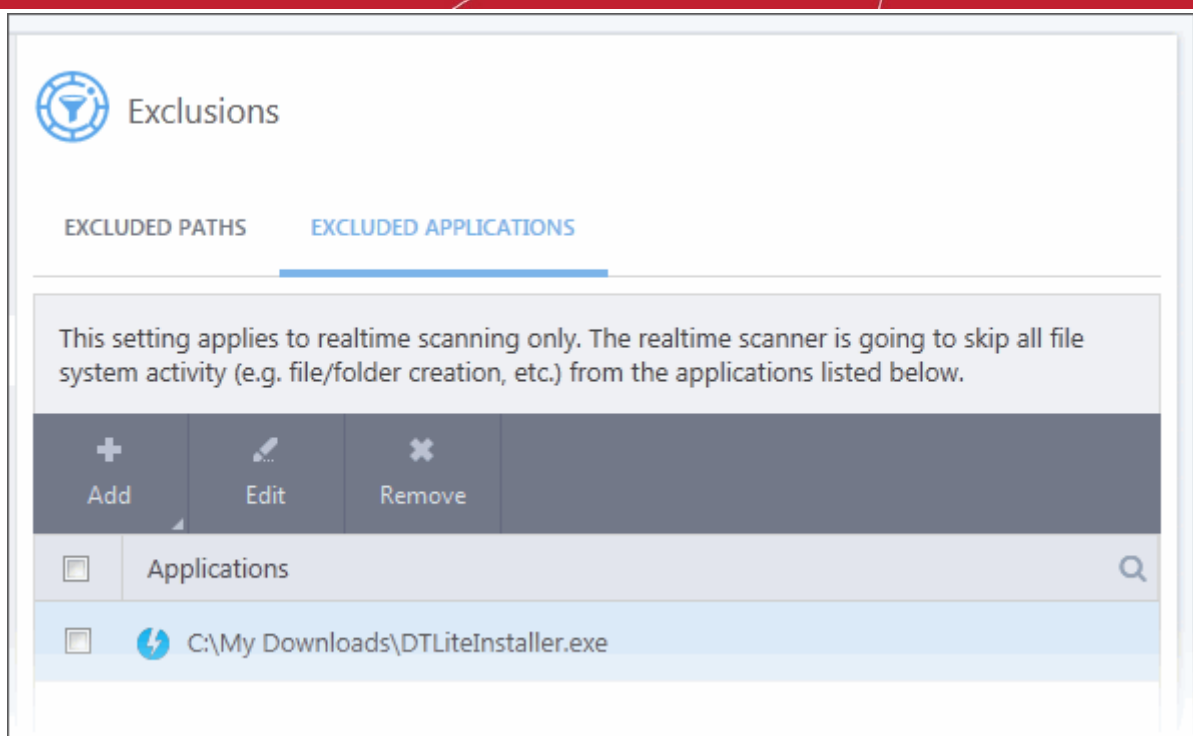 Exclusions
EXCLUDED PATHS EXCLUDED APPLICATIONS
This setting applies to realtime scanning only. The realtime scanner is going to skip all file
system activity (e.g. file/folder creation, etc.) from the applications listed below.
Add Edit Remove
Applications
C:\My Downloads\DTLiteInstaller.exe